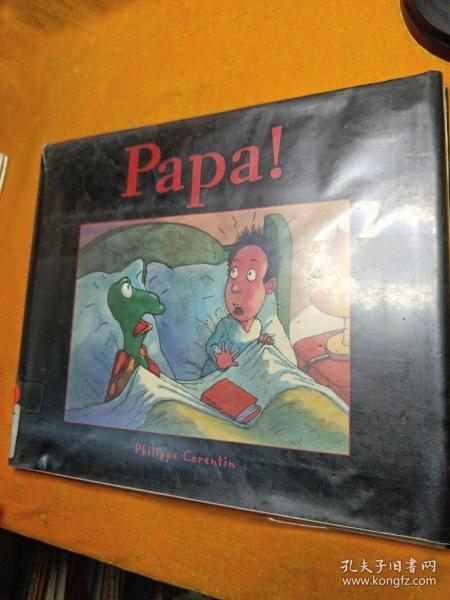 Papa!
Philippe Corentin
孔夫子旧书网
www.kongfz.com